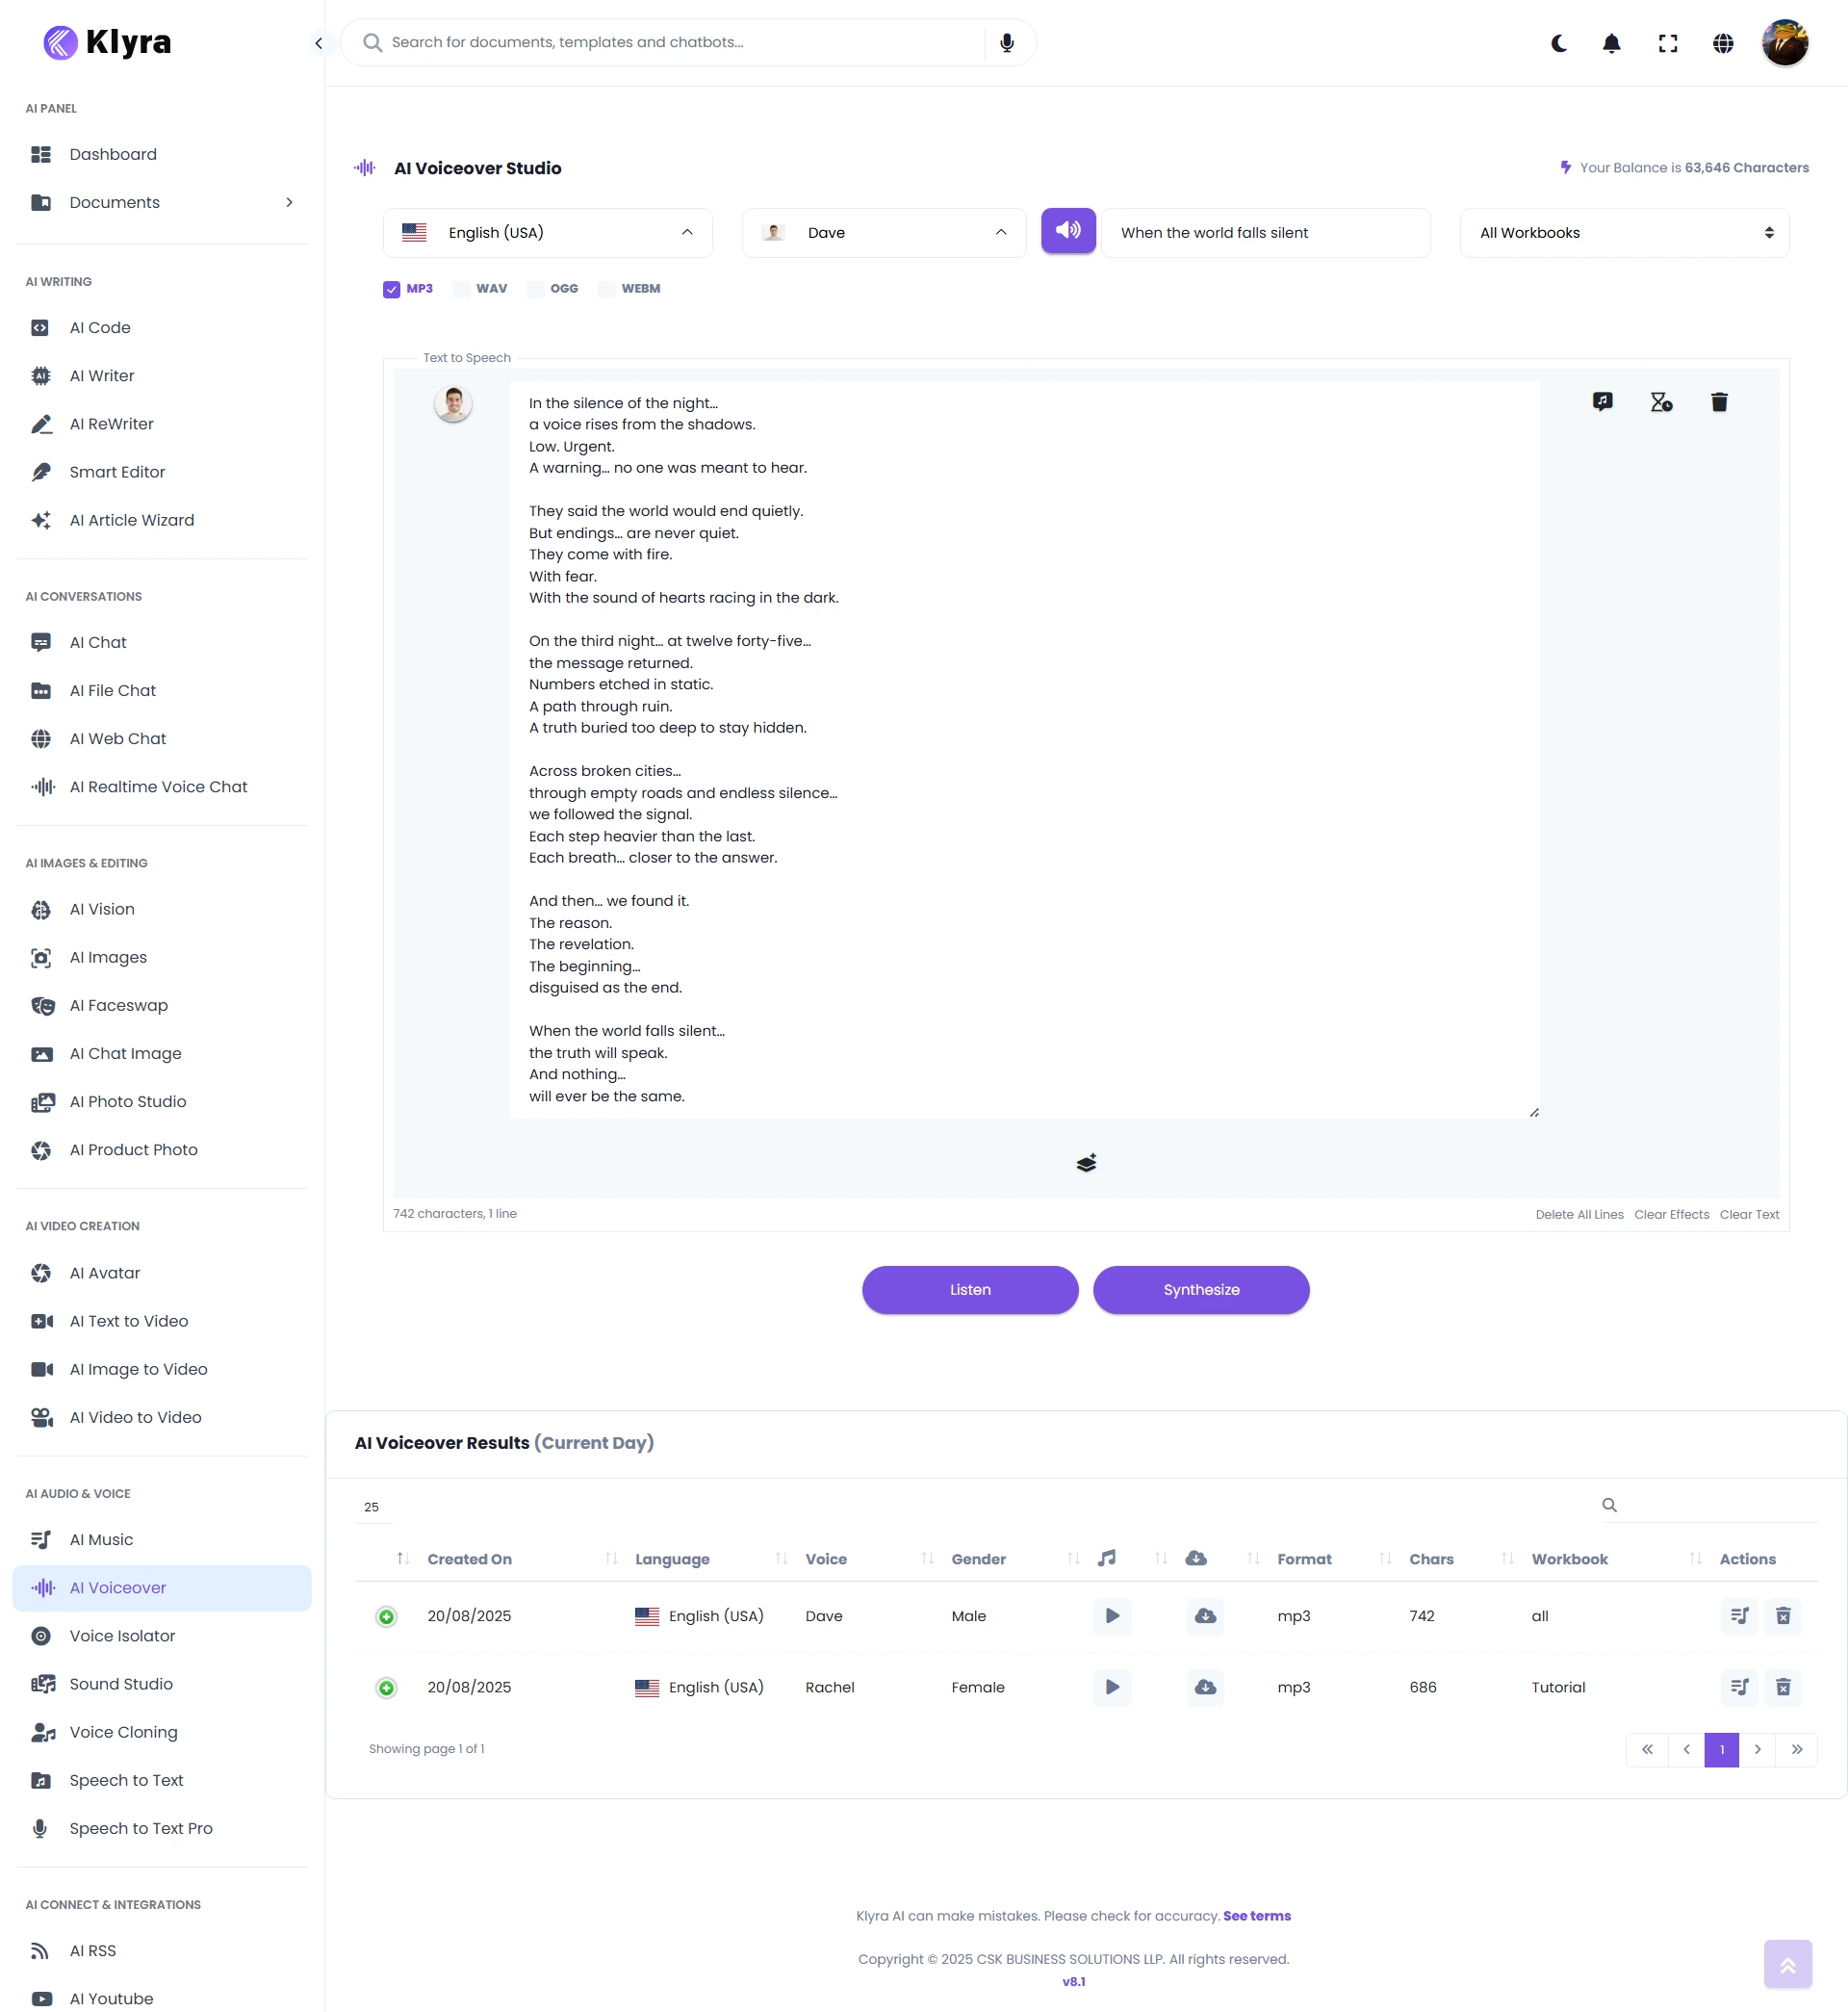 Klyra
Search for documents, templates and chatbots...
AI PANEL
Dashboard
Documents
AI WRITING
AI Code
AI Writer
AI ReWriter
Smart Editor
AI Article Wizard
AI CONVERSATIONS
AI Chat
AI File Chat
AI Web Chat
AI Realtime Voice Chat
AI IMAGES & EDITING
AI Vision
AI Images
AI Faceswap
AI Chat Image
AI Photo Studio
AI Product Photo
AI VIDEO CREATION
AI Avatar
AI Text to Video
AI Image to Video
AI Video to Video
AI AUDIO & VOICE
AI Music
AI Voiceover
Voice Isolator
Sound Studio
Voice Cloning
Speech to Text
Speech to Text Pro
AI CONNECT & INTEGRATIONS
AI RSS
AI Youtube
AI Voiceover Studio
Your Balance is 63,646 Characters
English (USA)
Dave
When the world falls silent
All Workbooks
MP3 WAV OGG WEBM
Text to Speech
In the silence of the night…
a voice rises from the shadows.
Low. Urgent.
A warning… no one was meant to hear.
They said the world would end quietly.
But endings… are never quiet.
They come with fire.
With fear.
With the sound of hearts racing in the dark.
On the third night… at twelve forty-five…
the message returned.
Numbers etched in static.
A path through ruin.
A truth buried too deep to stay hidden.
Across broken cities…
through empty roads and endless silence…
we followed the signal.
Each step heavier than the last.
Each breath… closer to the answer.
And then… we found it.
The reason.
The revelation.
The beginning…
disguised as the end.
When the world falls silent…
the truth will speak.
And nothing…
will ever be the same.
742 characters, 1 line
Delete All Lines Clear Effects Clear Text
Listen
Synthesize
AI Voiceover Results (Current Day)
25
Created On Language Voice Gender Format Chars Workbook Actions
20/08/2025 English (USA) Dave Male mp3 742 all
20/08/2025 English (USA) Rachel Female mp3 686 Tutorial
Showing page 1 of 1
« ‹ 1 › »
Klyra AI can make mistakes. Please check for accuracy. See terms
Copyright © 2025 CSK BUSINESS SOLUTIONS LLP. All rights reserved.
v8.1